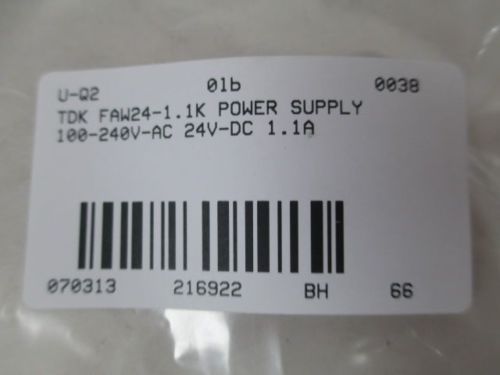 U-Q2 01b 0038
TDK FAW24-1.1K POWER SUPPLY
100-240V-AC 24V-DC 1.1A
070313 216922 BH 66